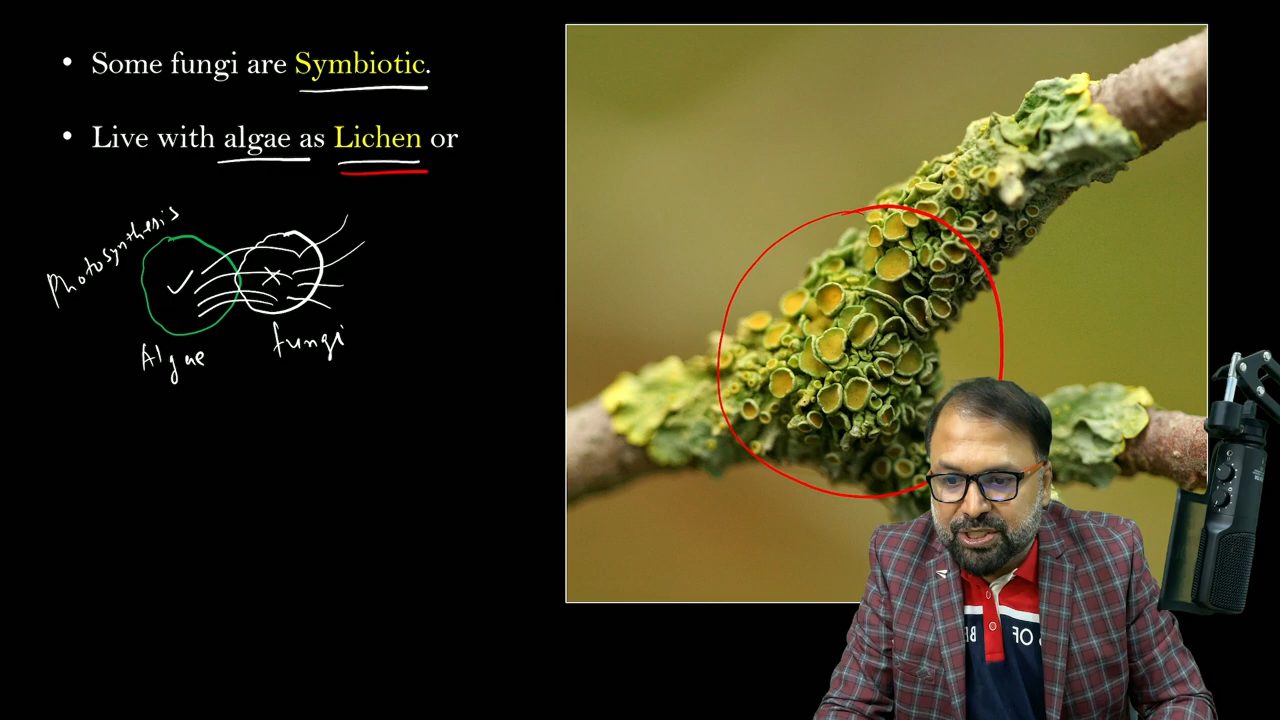 • Some fungi are Symbiotic.
• Live with algae as Lichen or
Photosynthesis
Algae
fungi